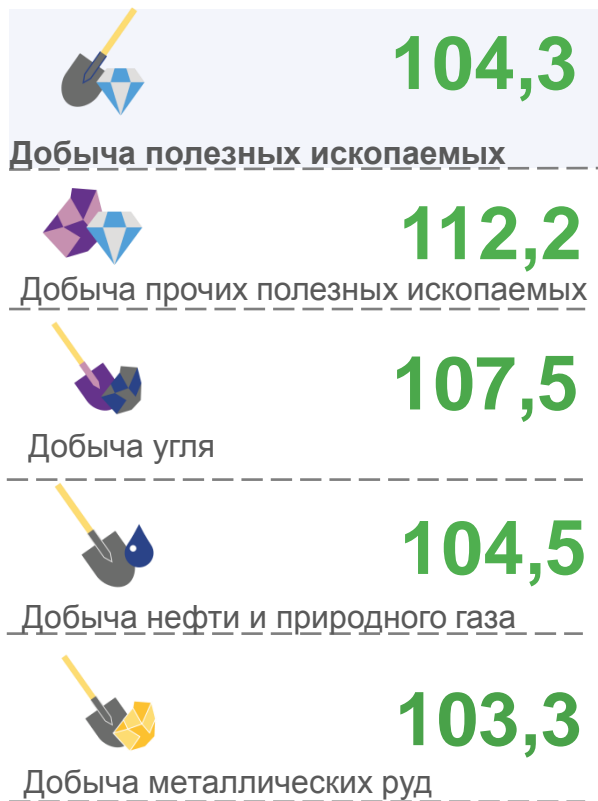 104,3
Добыча полезных ископаемых
112,2
Добыча прочих полезных ископаемых
107,5
Добыча угля
104,5
Добыча нефти и природного газа
103,3
Добыча металлических руд